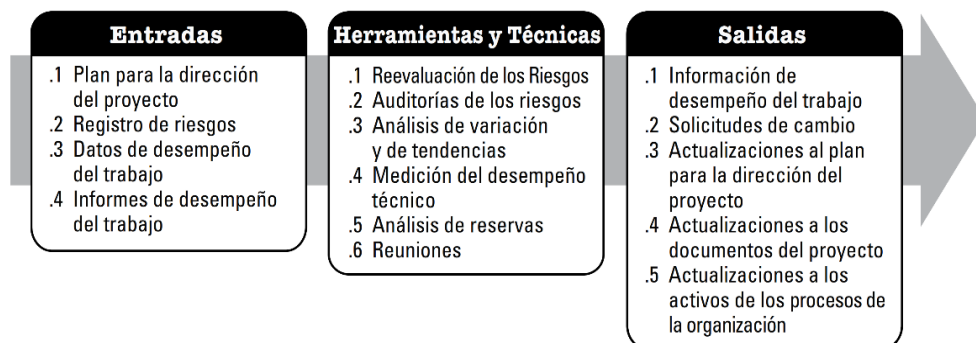 Entradas
.1 Plan para la dirección
del proyecto
.2 Registro de riesgos
.3 Datos de desempeño
del trabajo
.4 Informes de desempeño
del trabajo
Herramientas y Técnicas
.1 Reevaluación de los Riesgos
.2 Auditorías de los riesgos
.3 Análisis de variación
y de tendencias
.4 Medición del desempeño
técnico
.5 Análisis de reservas
.6 Reuniones
Salidas
.1 Información de
desempeño del trabajo
.2 Solicitudes de cambio
.3 Actualizaciones al plan
para la dirección del
proyecto
.4 Actualizaciones a los
documentos del proyecto
.5 Actualizaciones a los
activos de los procesos de
la organización